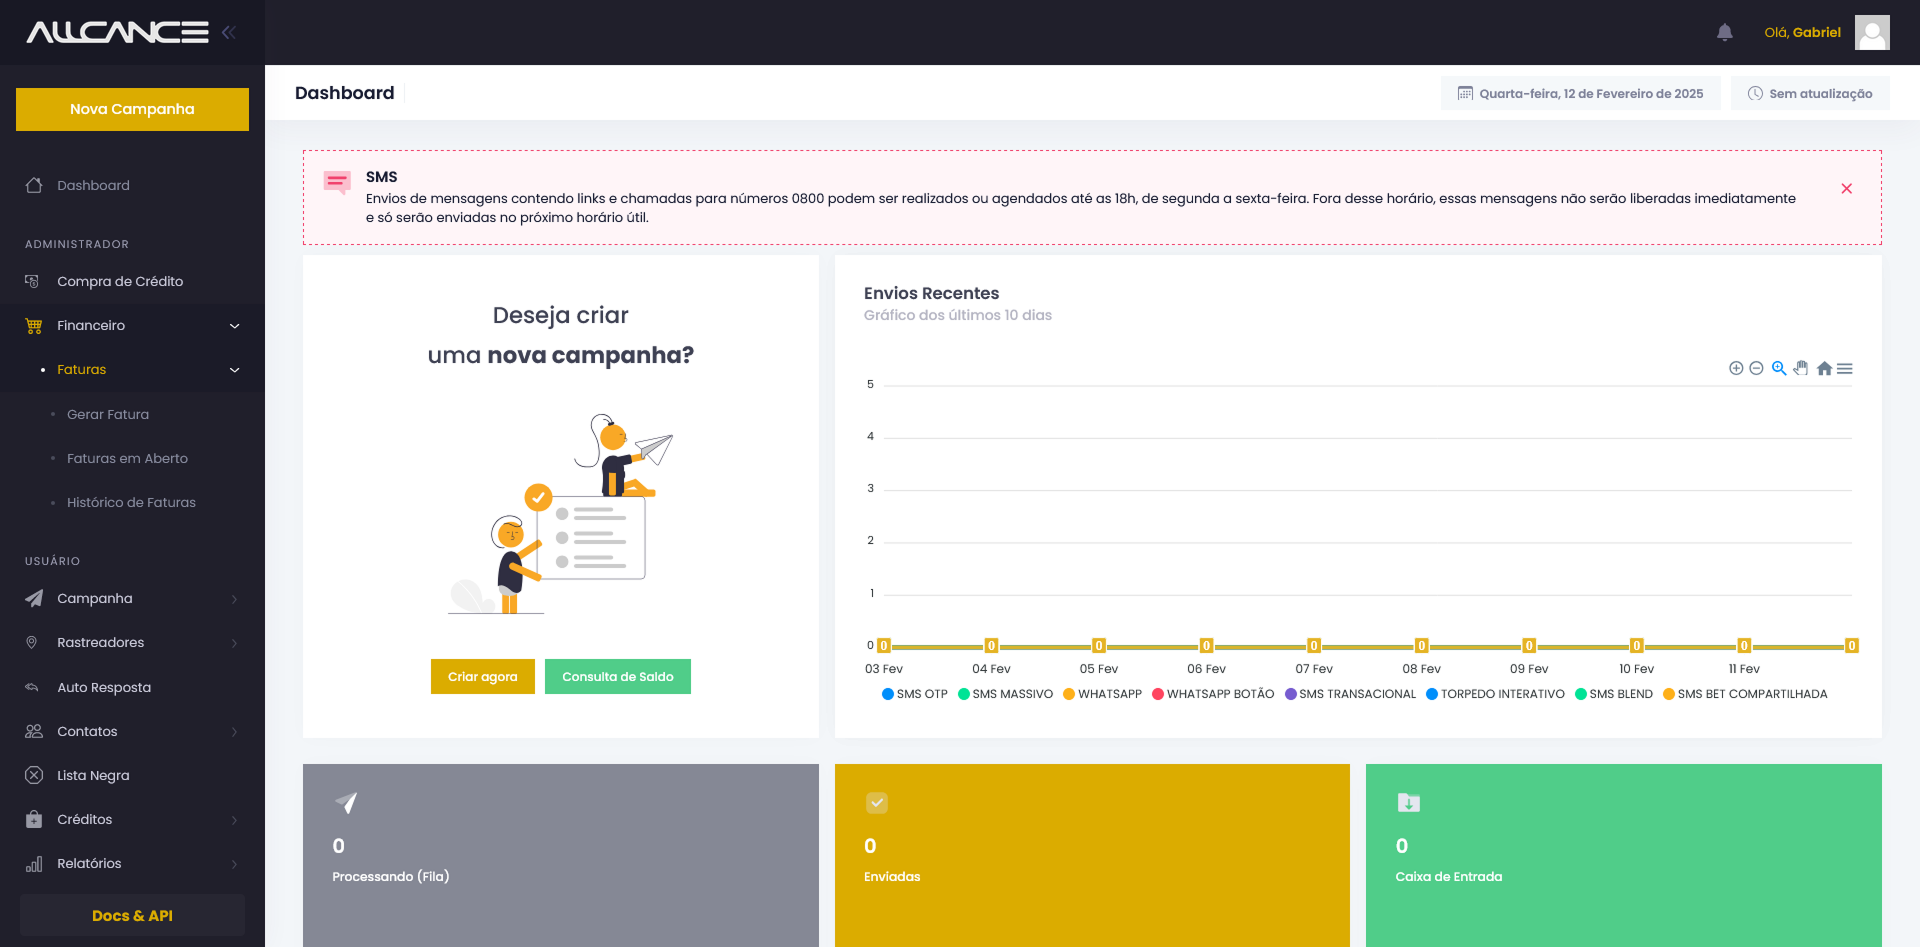 ALLCANCE
Olá, Gabriel
Nova Campanha
Dashboard
ADMINISTRADOR
Compra de Crédito
Financeiro
Faturas
Gerar Fatura
Faturas em Aberto
Histórico de Faturas
USUÁRIO
Campanha
Rastreadores
Auto Resposta
Contatos
Lista Negra
Créditos
Relatórios
Docs & API
Dashboard
Quarta-feira, 12 de Fevereiro de 2025
Sem atualização
SMS
Envios de mensagens contendo links e chamadas para números 0800 podem ser realizados ou agendados até as 18h, de segunda a sexta-feira. Fora desse horário, essas mensagens não serão liberadas imediatamente
e só serão enviadas no próximo horário útil.
Deseja criar
uma nova campanha?
Criar agora
Consulta de Saldo
Envios Recentes
Gráfico dos últimos 10 dias
5
4
3
2
1
0
0 0 0 0 0 0 0 0 0 0
03 Fev 04 Fev 05 Fev 06 Fev 07 Fev 08 Fev 09 Fev 10 Fev 11 Fev
SMS OTP SMS MASSIVO WHATSAPP WHATSAPP BOTÃO SMS TRANSACIONAL TORPEDO INTERATIVO SMS BLEND SMS BET COMPARTILHADA
0
Processando (Fila)
0
Enviadas
0
Caixa de Entrada